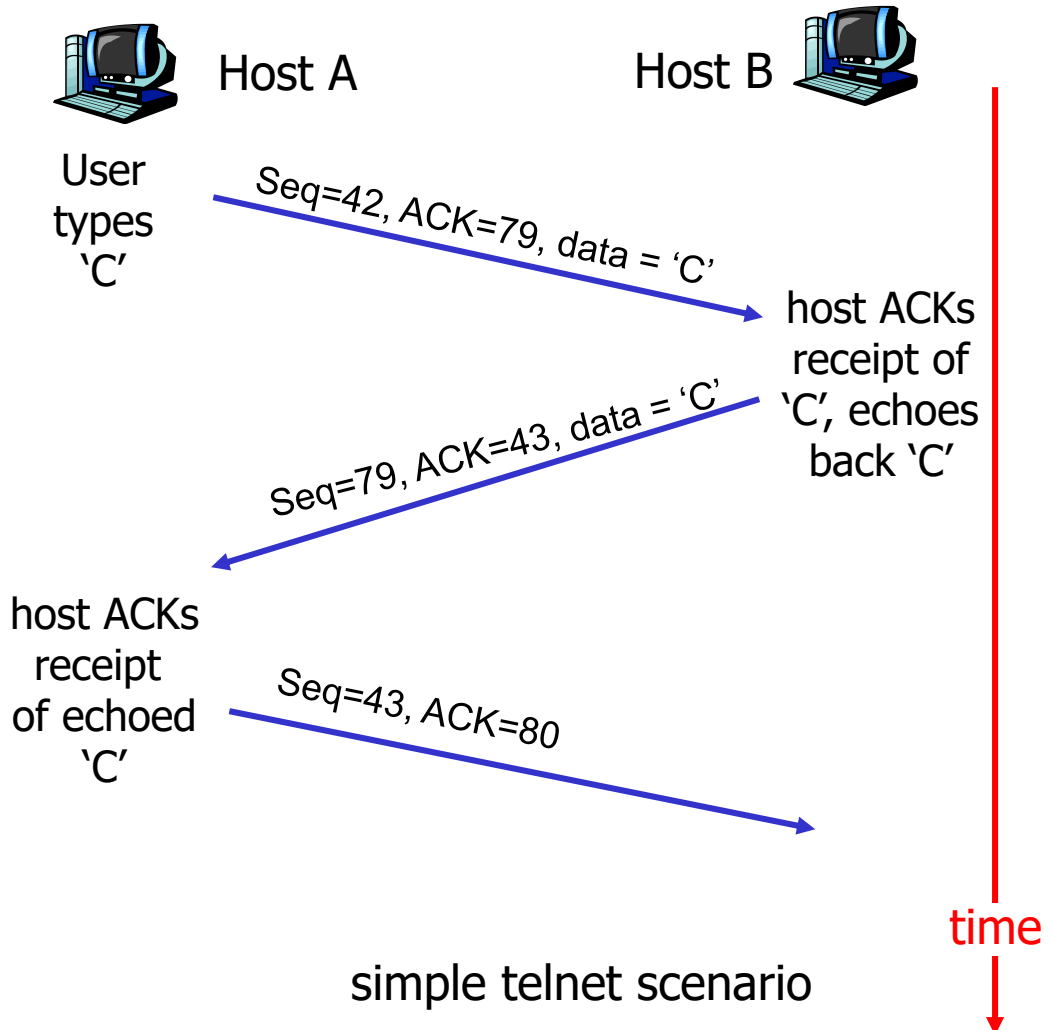 Host A
Host B
User
types
‘C’
Seq=42, ACK=79, data = ‘C’
host ACKs
receipt of
‘C’, echoes
back ‘C’
Seq=79, ACK=43, data = ‘C’
host ACKs
receipt
of echoed
‘C’
Seq=43, ACK=80
time
simple telnet scenario